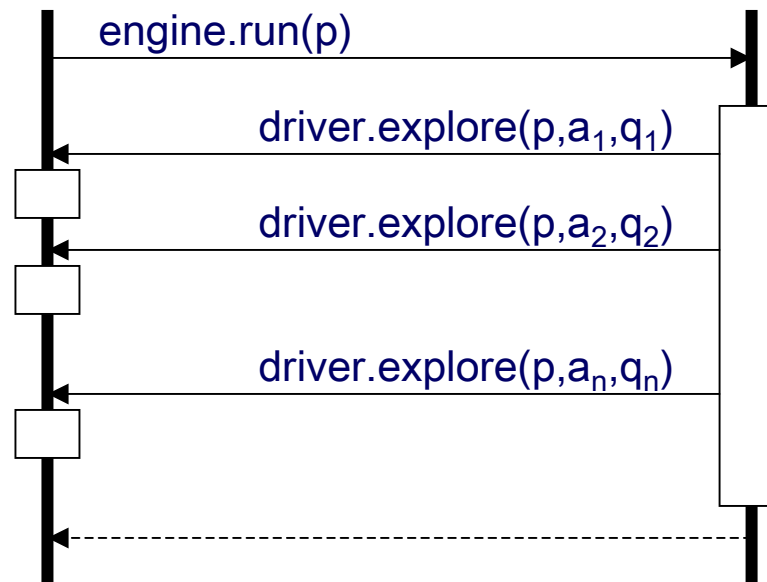 engine.run(p)
driver.explore(p,a₁,q₁)
driver.explore(p,a₂,q₂)
driver.explore(p,aₙ,qₙ)